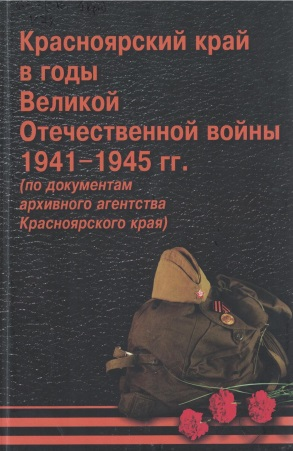 Красноярский край
в годы
Великой
Отечественной войны
1941–1945 гг.
(по документам
архивного агентства
Красноярского края)